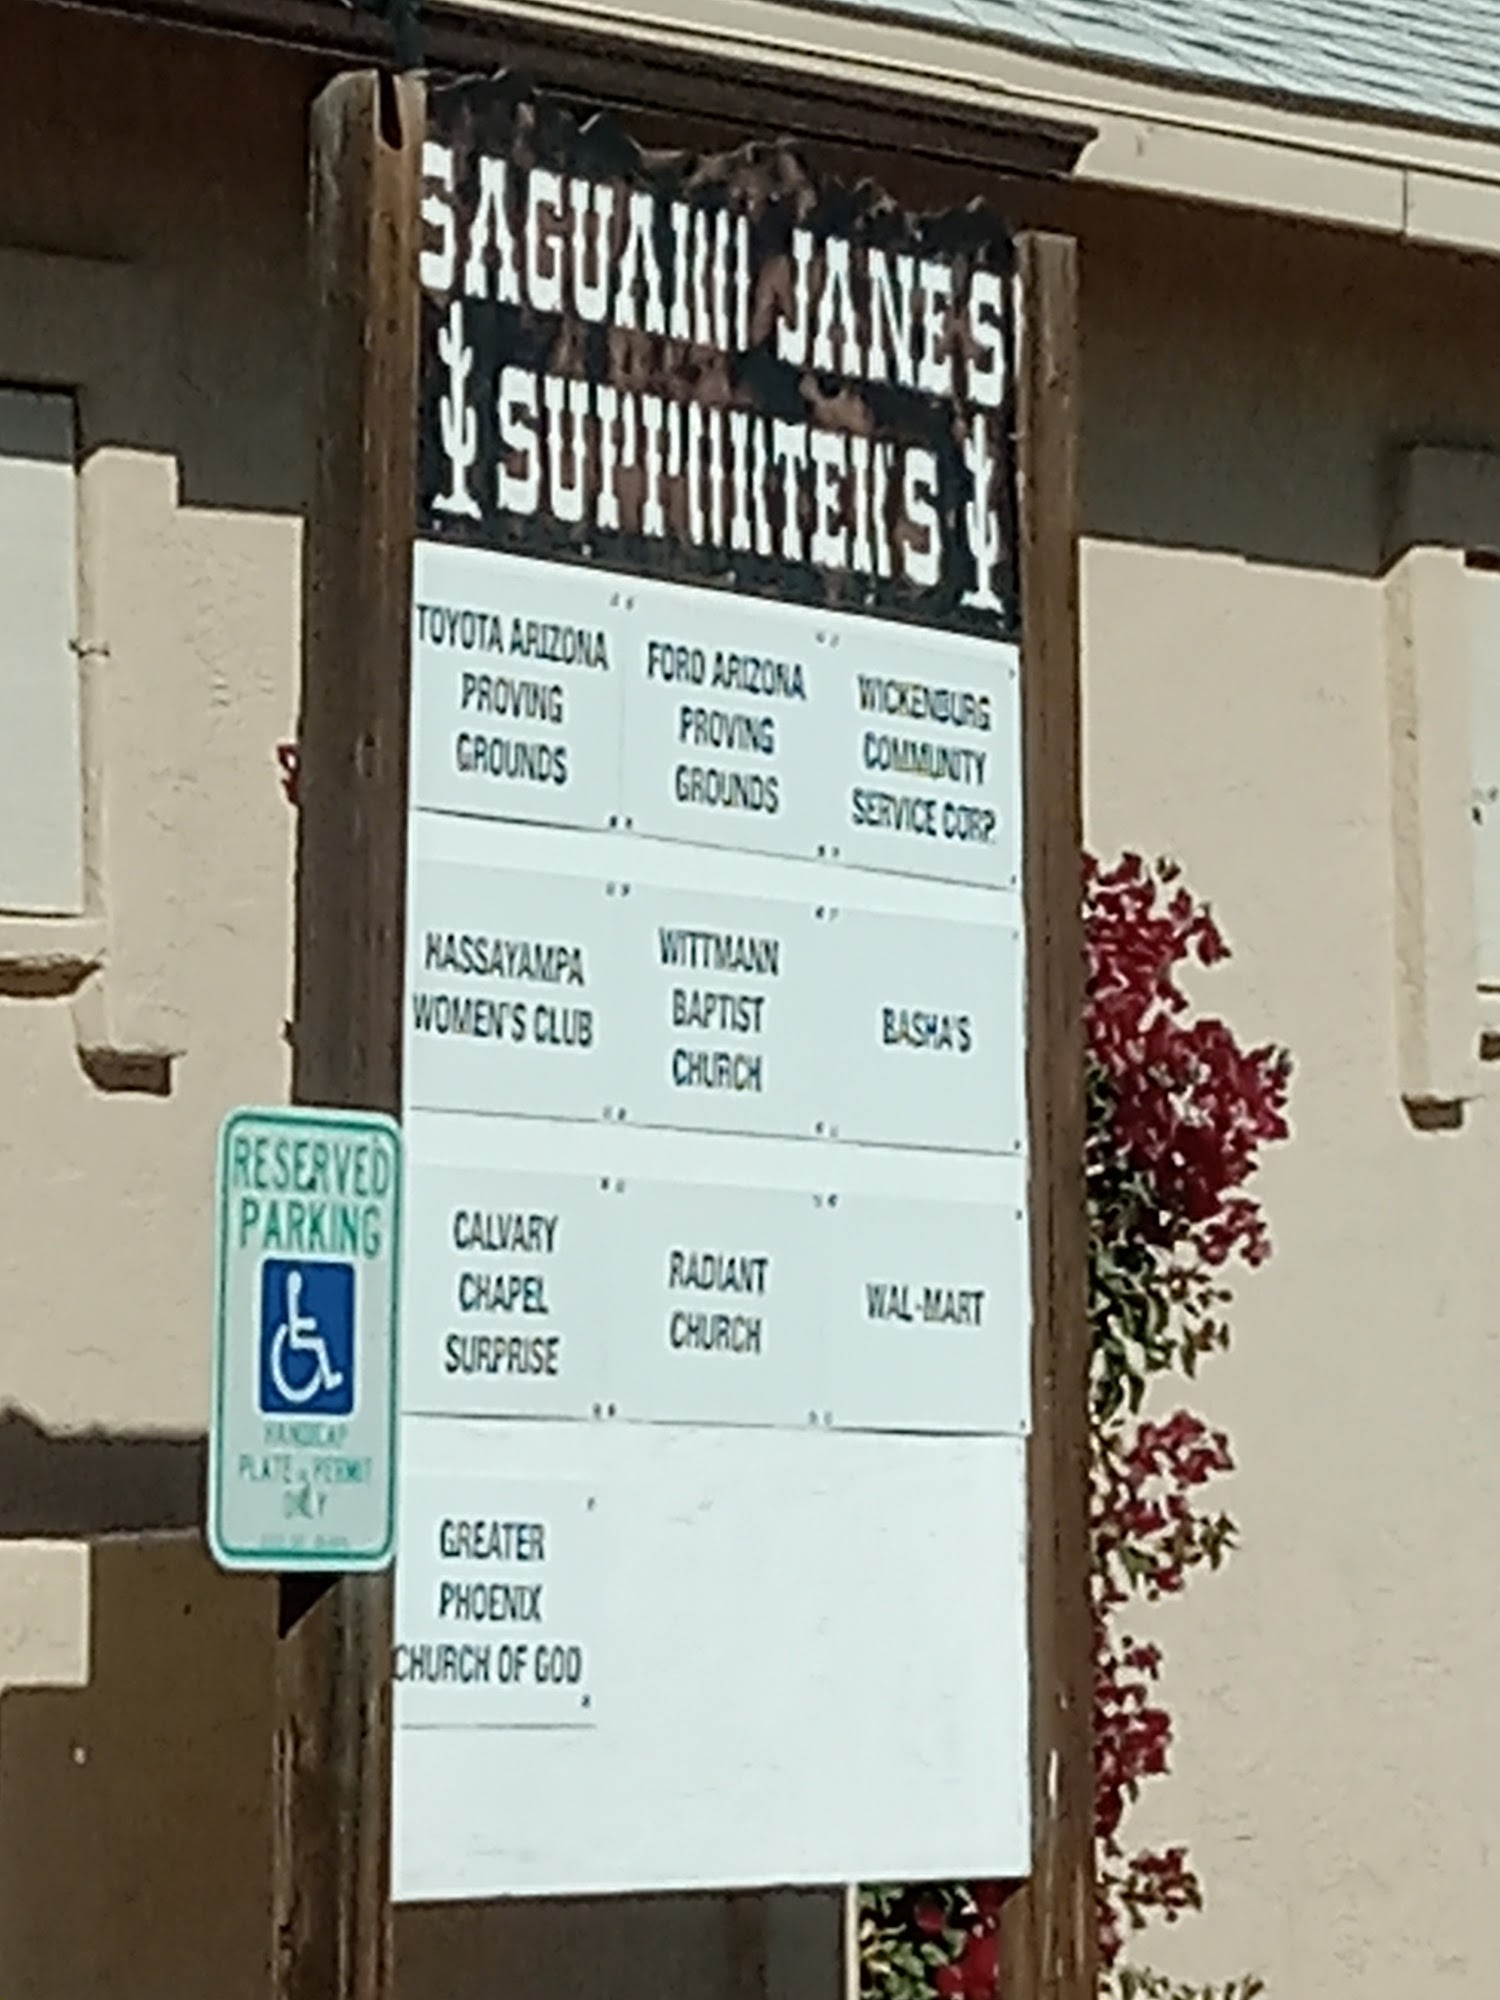 SAGUARO JANE'S
SUPPORTERS
TOYOTA ARIZONA
PROVING
GROUNDS
FORD ARIZONA
PROVING
GROUNDS
WICKENBURG
COMMUNITY
SERVICE CORP.
HASSAYAMPA
WOMEN'S CLUB
WITTMANN
BAPTIST
CHURCH
BASHA'S
CALVARY
CHAPEL
SURPRISE
RADIANT
CHURCH
WAL-MART
GREATER
PHOENIX
CHURCH OF GOD
RESERVED
PARKING
HANDICAP
PLATE or PERMIT
ONLY